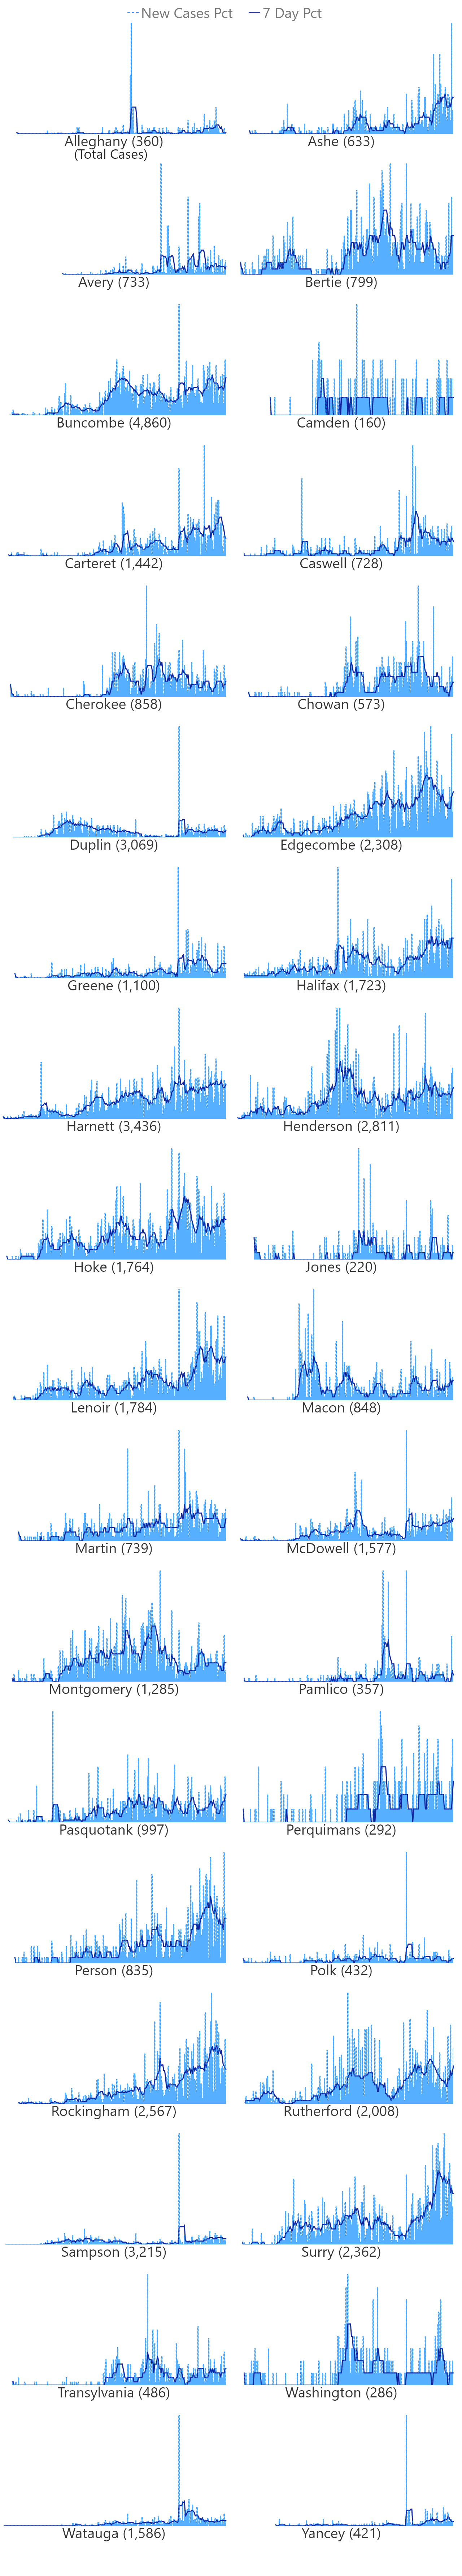 New Cases Pct 7 Day Pct
Alleghany (360) Ashe (633)
(Total Cases)
Avery (733) Bertie (799)
Buncombe (4,860) Camden (160)
Carteret (1,442) Caswell (728)
Cherokee (858) Chowan (573)
Duplin (3,069) Edgecombe (2,308)
Greene (1,100) Halifax (1,723)
Harnett (3,436) Henderson (2,811)
Hoke (1,764) Jones (220)
Lenoir (1,784) Macon (848)
Martin (739) McDowell (1,577)
Montgomery (1,285) Pamlico (357)
Pasquotank (997) Perquimans (292)
Person (835) Polk (432)
Rockingham (2,567) Rutherford (2,008)
Sampson (3,215) Surry (2,362)
Transylvania (486) Washington (286)
Watauga (1,586) Yancey (421)